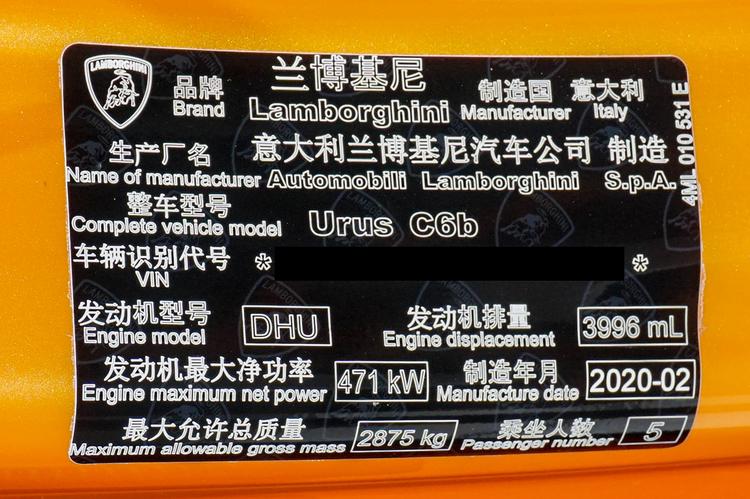 LAMBORGHINI
品牌 兰博基尼 制造国 意大利
Brand Lamborghini Manufacturer Italy
生产厂名 意大利兰博基尼汽车公司 制造
Name of manufacturer Automobili Lamborghini S.p.A.
整车型号
Complete vehicle model Urus C6b
车辆识别代号 * *
VIN
发动机型号 DHU 发动机排量 3996 mL
Engine model Engine displacement
发动机最大净功率 471 kW 制造年月 2020-02
Engine maximum net power Manufacture date
最大允许总质量 2875 kg 乘坐人数 5
Maximum allowable gross mass Passenger number
4ML 010 531 E